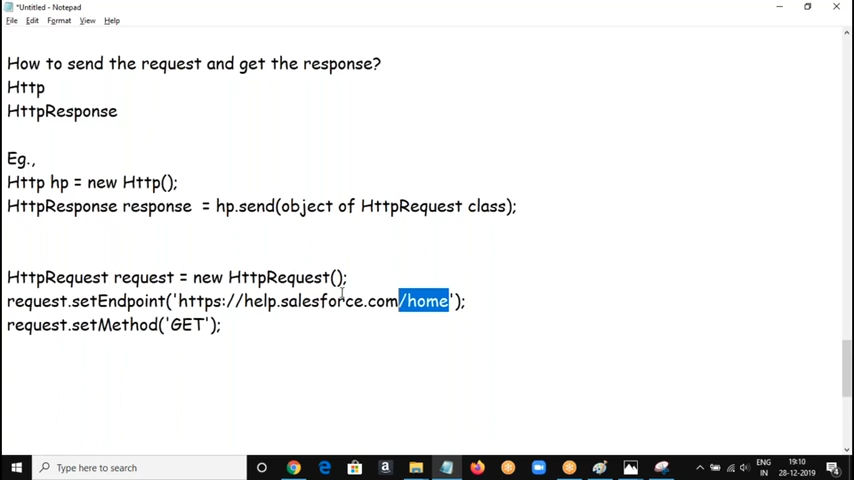 *Untitled - Notepad
File Edit Format View Help
How to send the request and get the response?
Http
HttpResponse
Eg.,
Http hp = new Http();
HttpResponse response  = hp.send(object of HttpRequest class);
HttpRequest request = new HttpRequest();
request.setEndpoint('https://help.salesforce.com/home');
request.setMethod('GET');
Type here to search
ENG
IN
19:10
28-12-2019
4